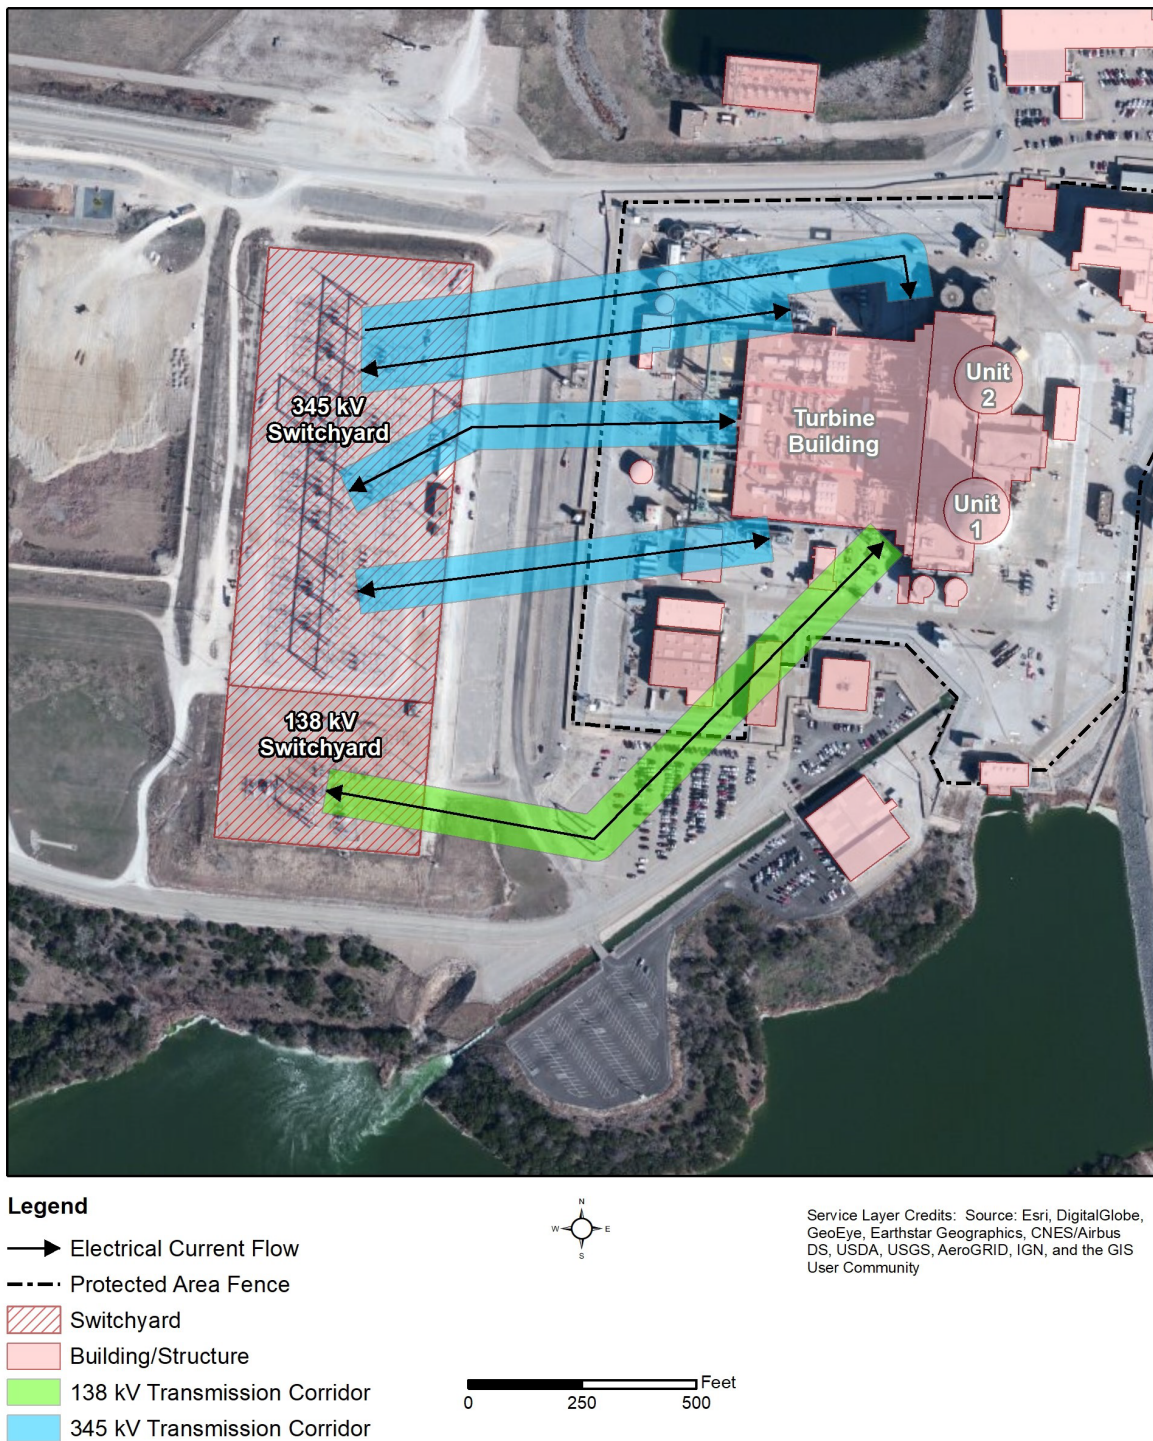 345 kV
Switchyard
Unit
2
Turbine
Building
Unit
1
138 kV
Switchyard
Legend
Electrical Current Flow
Protected Area Fence
Switchyard
Building/Structure
138 kV Transmission Corridor
345 kV Transmission Corridor
N
W E
S
0 250 500 Feet
Service Layer Credits: Source: Esri, DigitalGlobe,
GeoEye, Earthstar Geographics, CNES/Airbus
DS, USDA, USGS, AeroGRID, IGN, and the GIS
User Community